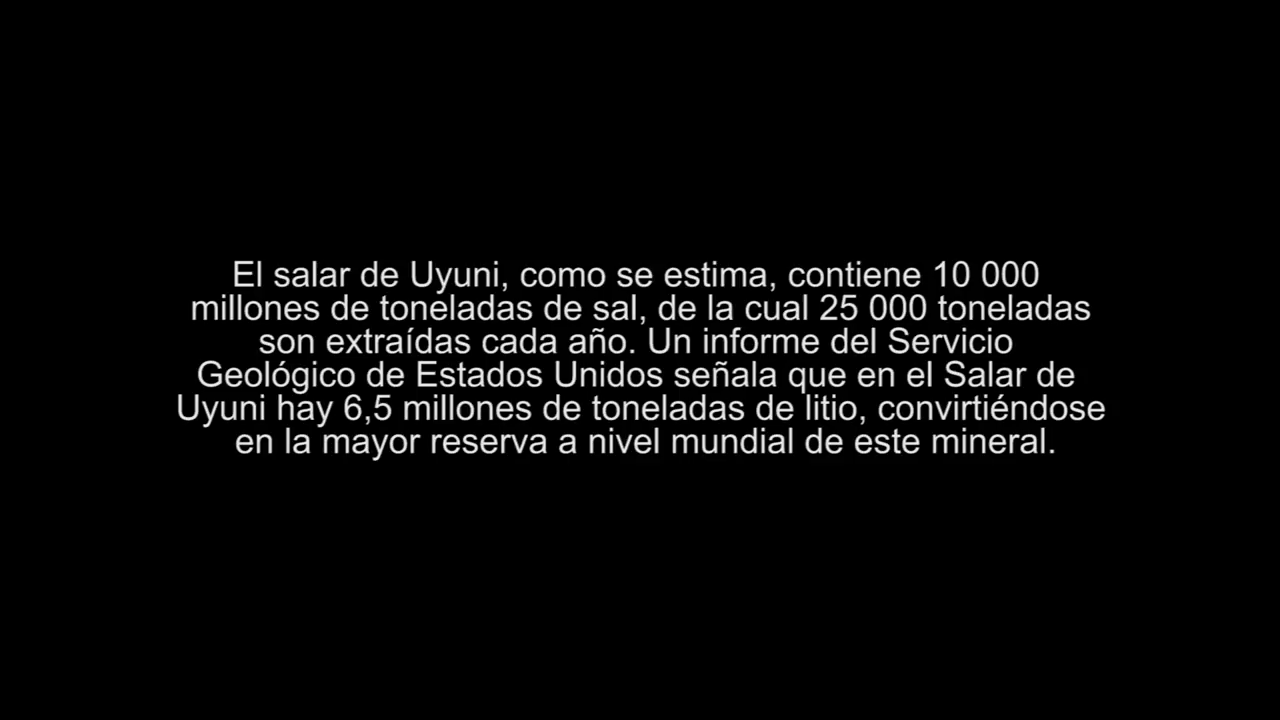 El salar de Uyuni, como se estima, contiene 10 000
millones de toneladas de sal, de la cual 25 000 toneladas
son extraídas cada año. Un informe del Servicio
Geológico de Estados Unidos señala que en el Salar de
Uyuni hay 6,5 millones de toneladas de litio, convirtiéndose
en la mayor reserva a nivel mundial de este mineral.